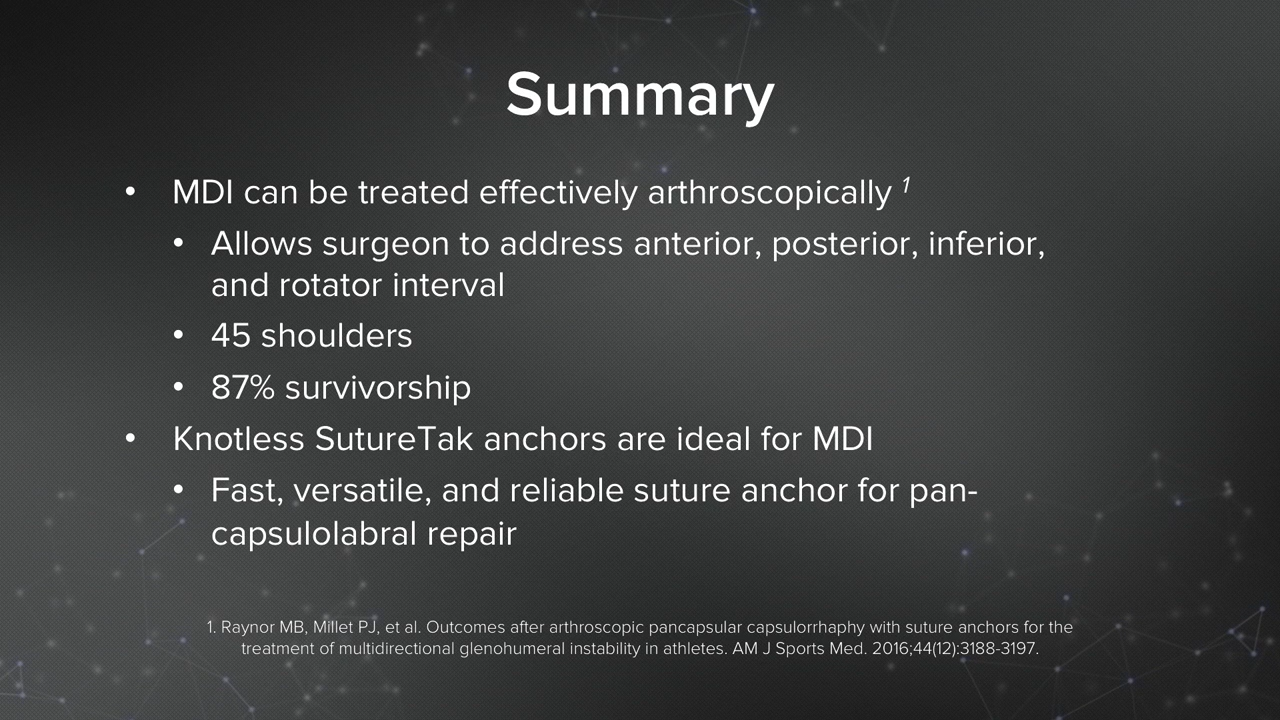 Summary
• MDI can be treated effectively arthroscopically 1
• Allows surgeon to address anterior, posterior, inferior,
and rotator interval
• 45 shoulders
• 87% survivorship
• Knotless SutureTak anchors are ideal for MDI
• Fast, versatile, and reliable suture anchor for pan-
capsulolabral repair
1. Raynor MB, Millet PJ, et al. Outcomes after arthroscopic pancapsular capsulorrhaphy with suture anchors for the
treatment of multidirectional glenohumeral instability in athletes. AM J Sports Med. 2016;44(12):3188-3197.